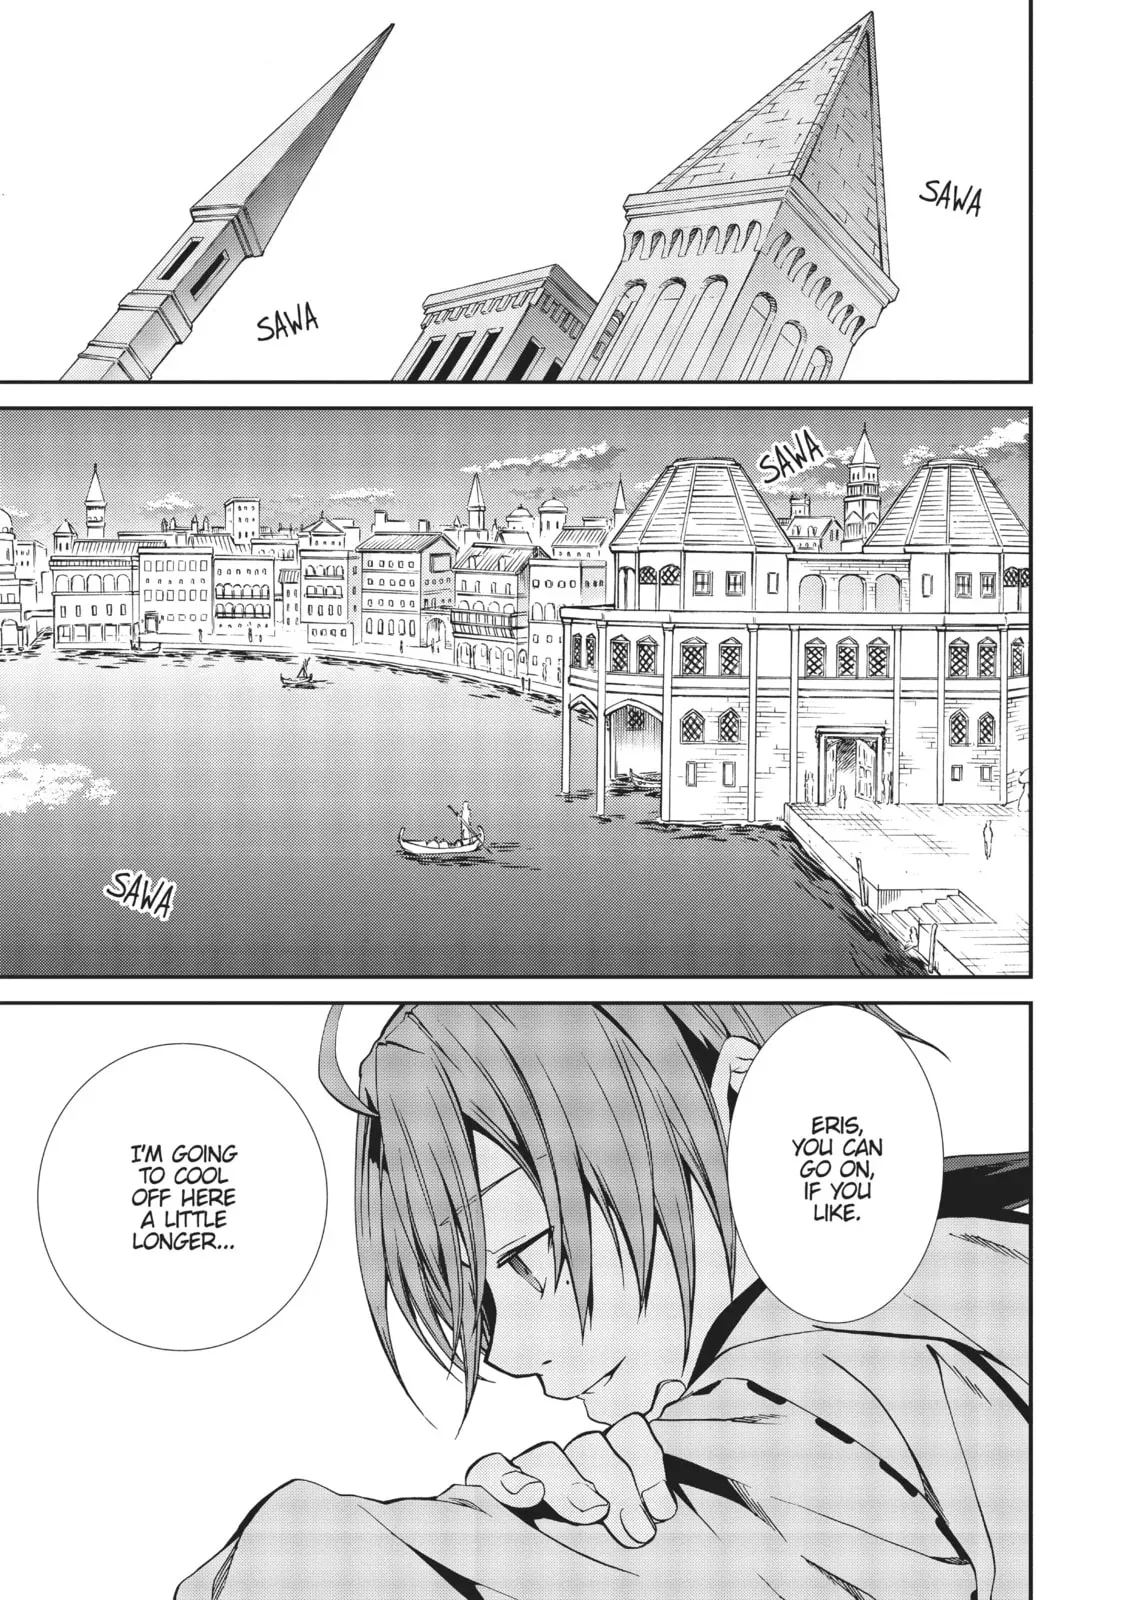 SAWA
SAWA
SAWA
SAWA
ERIS,
YOU CAN
GO ON,
IF YOU
LIKE.
I'M GOING
TO COOL
OFF HERE
A LITTLE
LONGER...